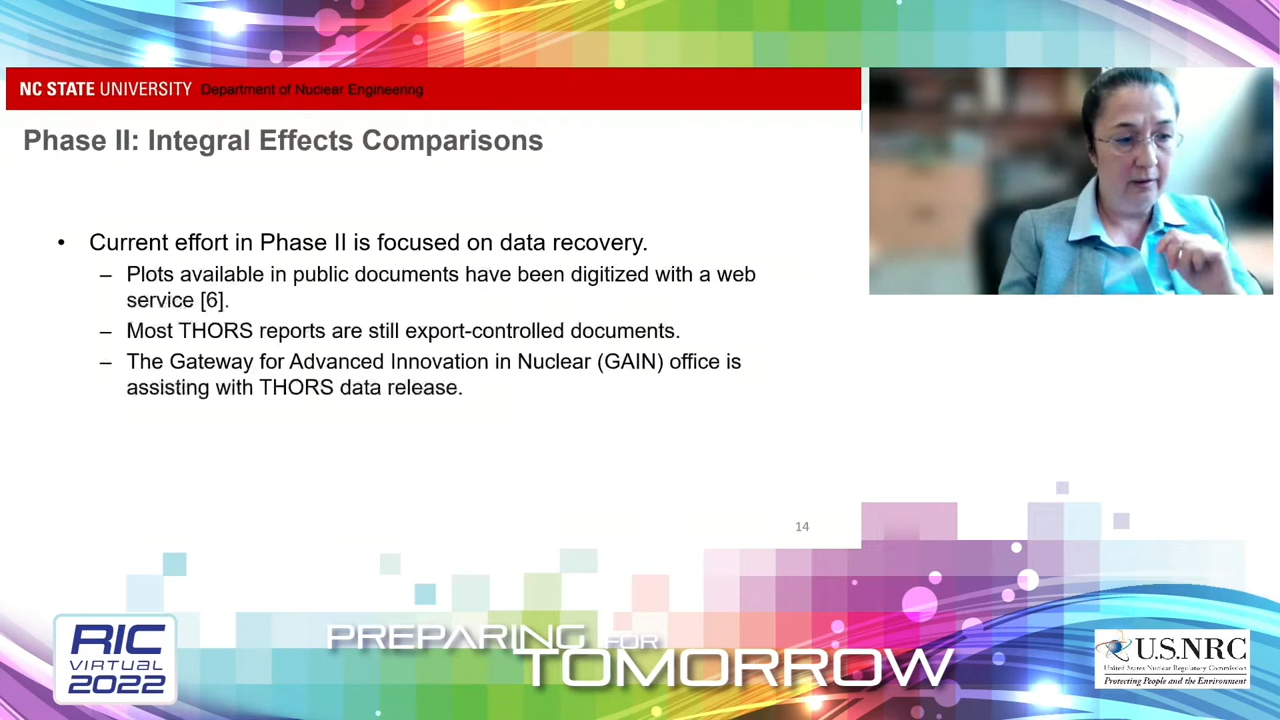 NC STATE UNIVERSITY Department of Nuclear Engineering
Phase II: Integral Effects Comparisons
• Current effort in Phase II is focused on data recovery.
– Plots available in public documents have been digitized with a web
service [6].
– Most THORS reports are still export-controlled documents.
– The Gateway for Advanced Innovation in Nuclear (GAIN) office is
assisting with THORS data release.
14
RIC
VIRTUAL
2022
PREPARING FOR
TOMORROW
U.S.NRC
United States Nuclear Regulatory Commission
Protecting People and the Environment